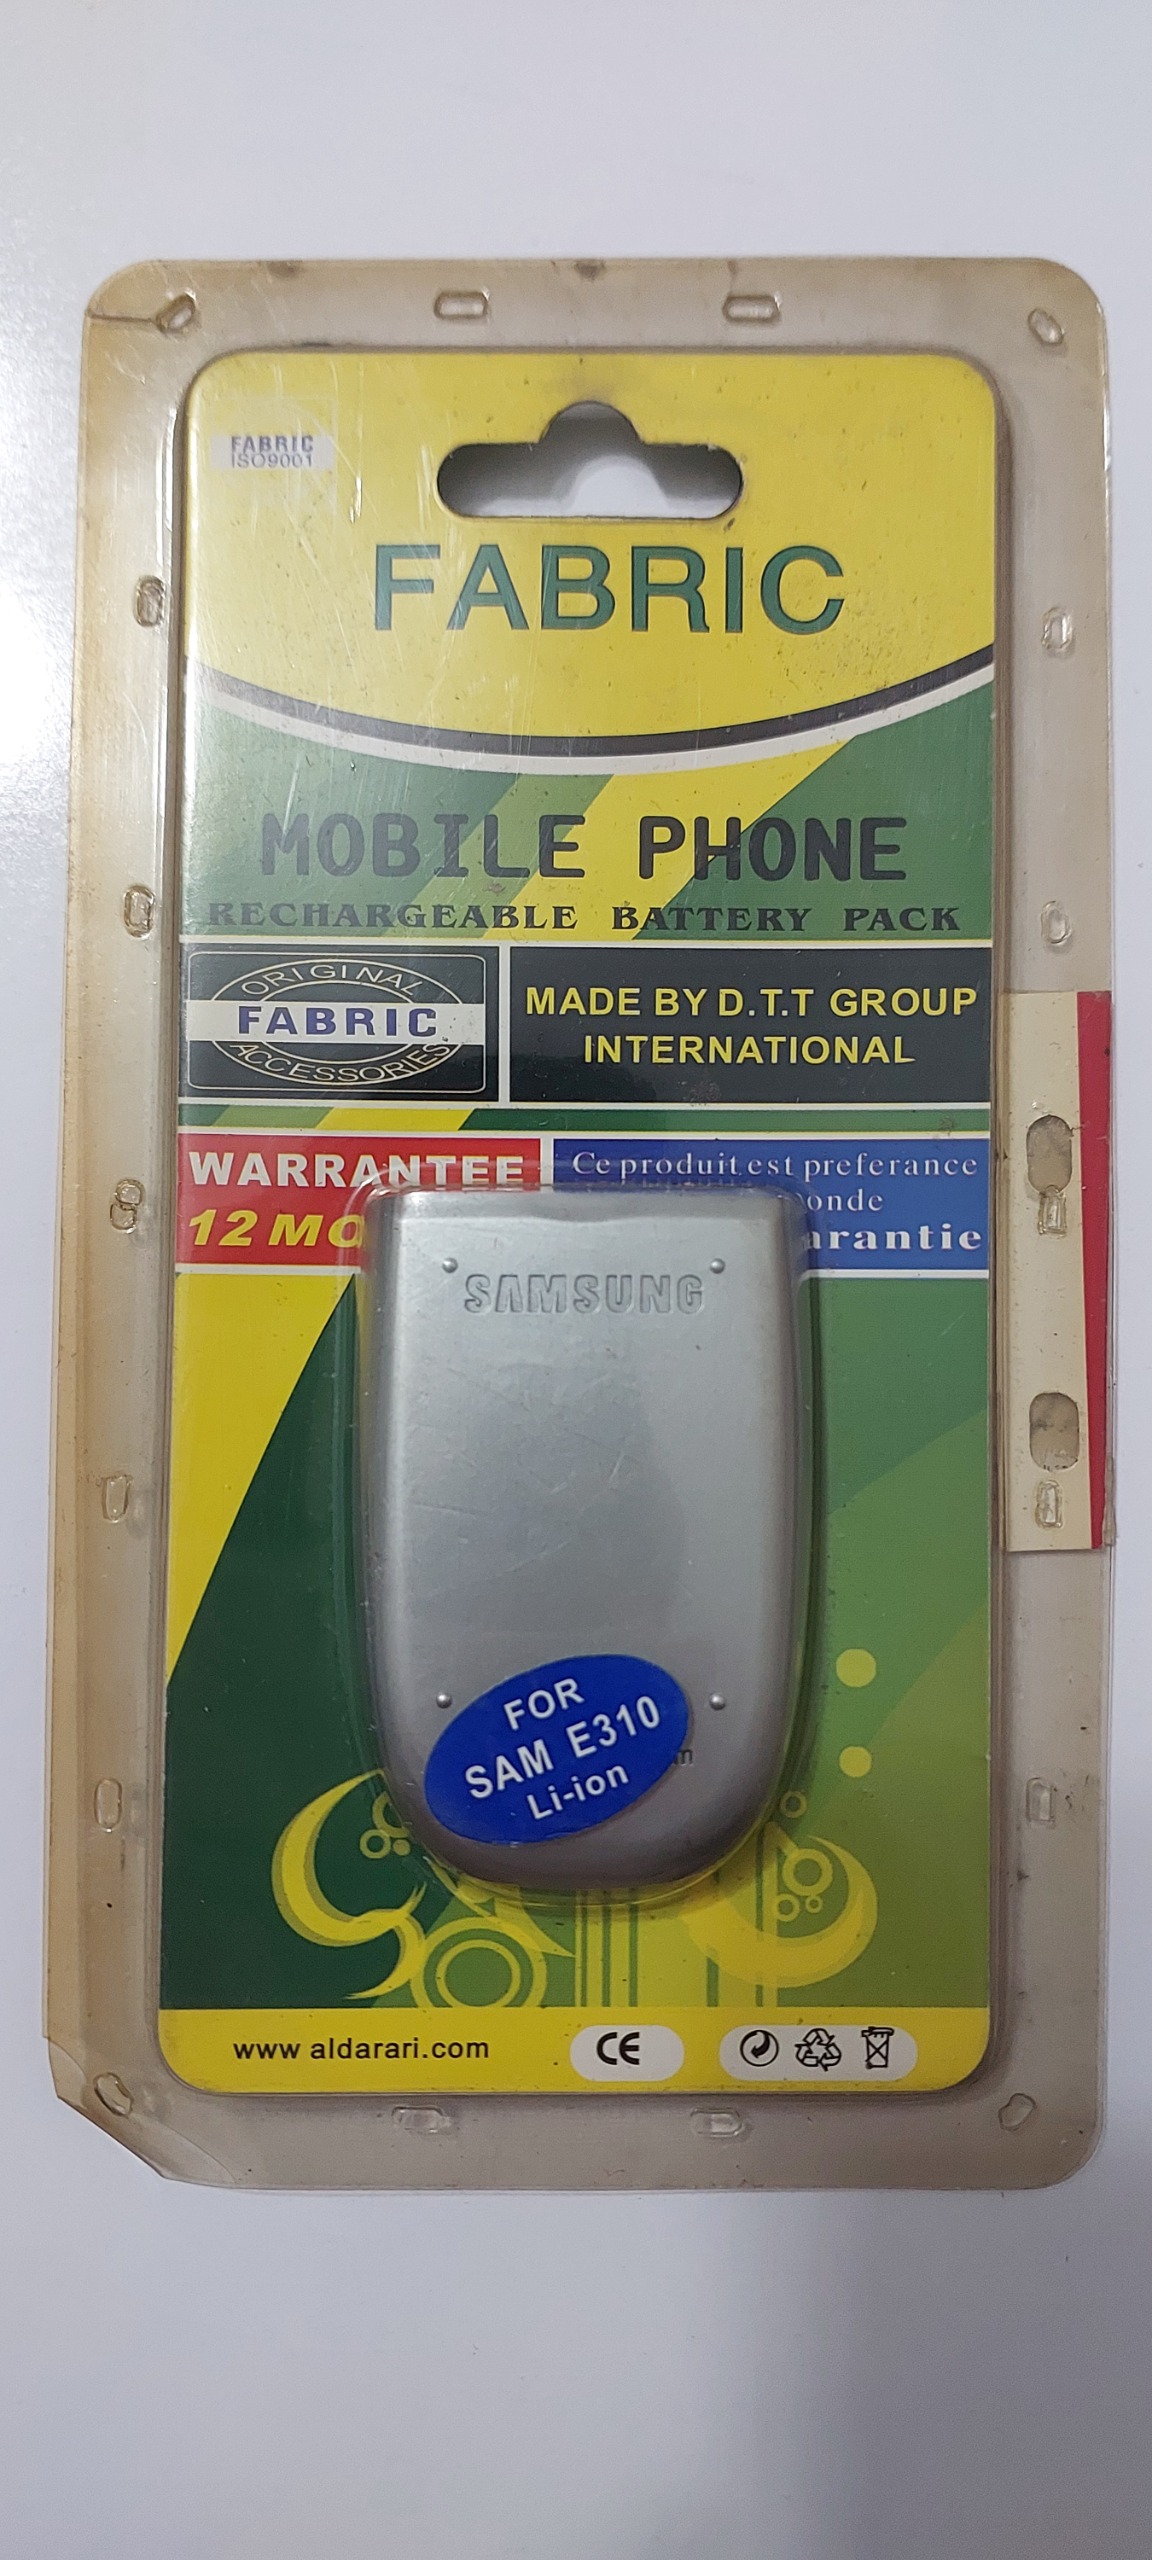 FABRIC
ISO9001
FABRIC
MOBILE PHONE
RECHARGEABLE BATTERY PACK
ORIGINAL
FABRIC
ACCESSORIES
MADE BY D.T.T GROUP
INTERNATIONAL
WARRANTEE
12 MO
Ce produit est preferance
onde
arantie
SAMSUNG
FOR
SAM E310
Li-ion
m
www.aldarari.com
CE